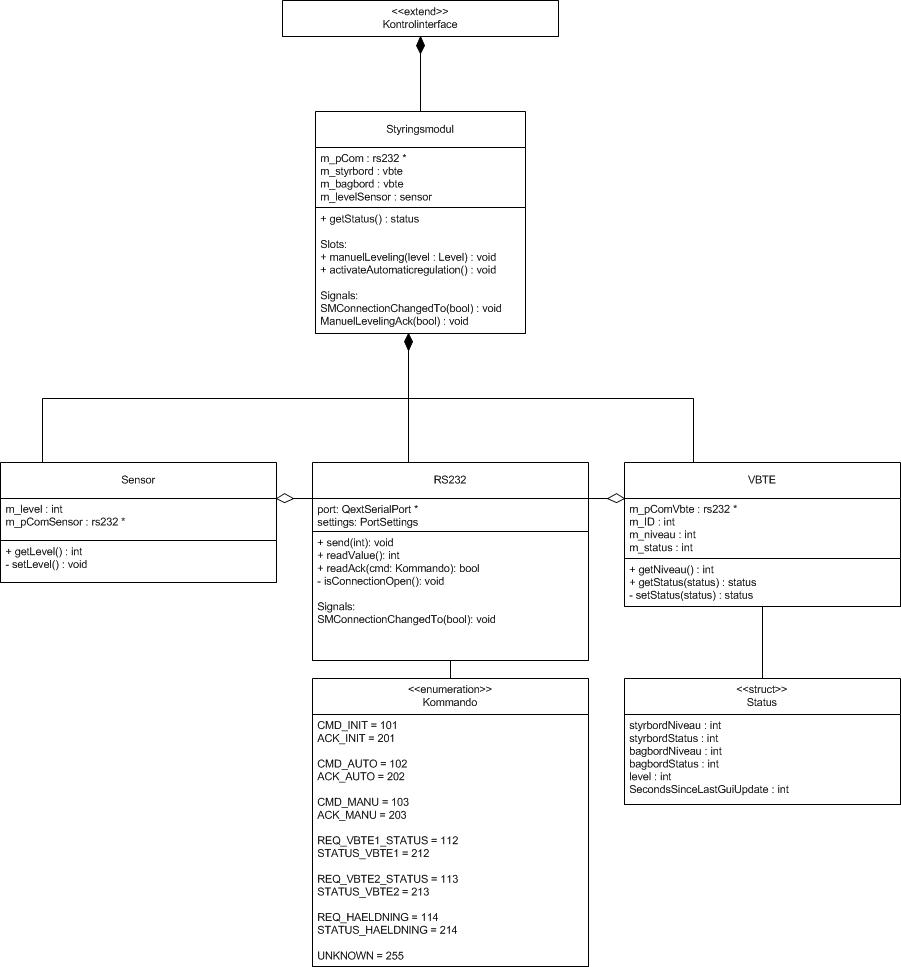 <<extend>>
Kontrolinterface
Styringsmodul
m_pCom : rs232 *
m_styrbord : vbte
m_bagbord : vbte
m_levelSensor : sensor
+ getStatus() : status
Slots:
+ manuelLeveling(level : Level) : void
+ activateAutomaticregulation() : void
Signals:
SMConnectionChangedTo(bool) : void
ManuelLevelingAck(bool) : void
Sensor
m_level : int
m_pComSensor : rs232 *
+ getLevel() : int
- setLevel() : void
RS232
port: QextSerialPort *
settings: PortSettings
+ send(int): void
+ readValue(): int
+ readAck(cmd: Kommando): bool
- isConnectionOpen(): void
Signals:
SMConnectionChangedTo(bool): void
VBTE
m_pComVbte : rs232 *
m_ID : int
m_niveau : int
m_status : int
+ getNiveau() : int
+ getStatus(status) : status
- setStatus(status) : status
<<enumeration>>
Kommando
CMD_INIT = 101
ACK_INIT = 201
CMD_AUTO = 102
ACK_AUTO = 202
CMD_MANU = 103
ACK_MANU = 203
REQ_VBTE1_STATUS = 112
STATUS_VBTE1 = 212
REQ_VBTE2_STATUS = 113
STATUS_VBTE2 = 213
REQ_HAELDNING = 114
STATUS_HAELDNING = 214
UNKNOWN = 255
<<struct>>
Status
styrbordNiveau : int
styrbordStatus : int
bagbordNiveau : int
bagbordStatus : int
level : int
SecondsSinceLastGuiUpdate : int